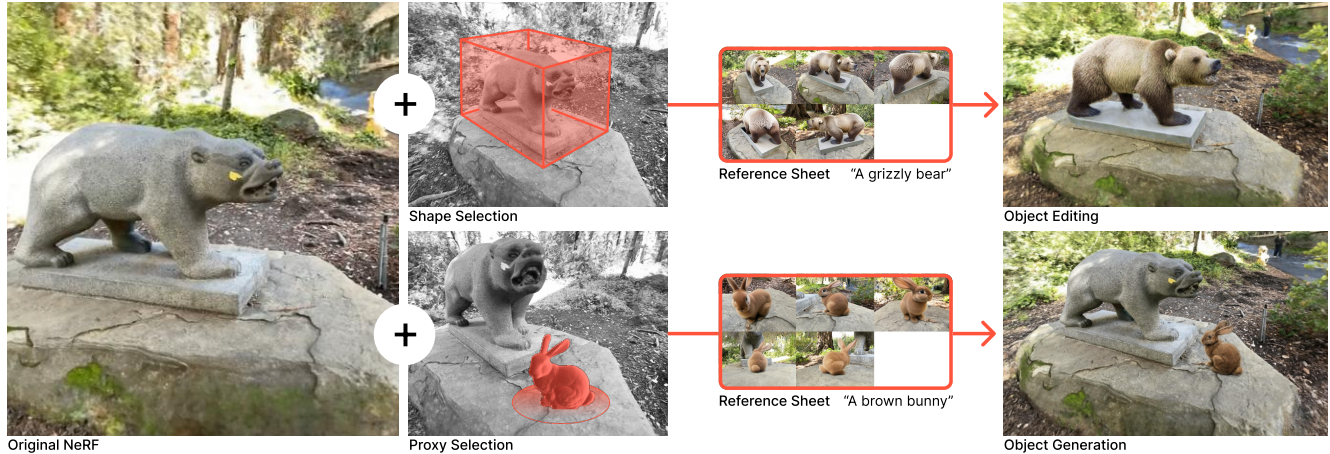 Shape Selection
Reference Sheet “A grizzly bear”
Object Editing
Original NeRF
Proxy Selection
Reference Sheet “A brown bunny”
Object Generation